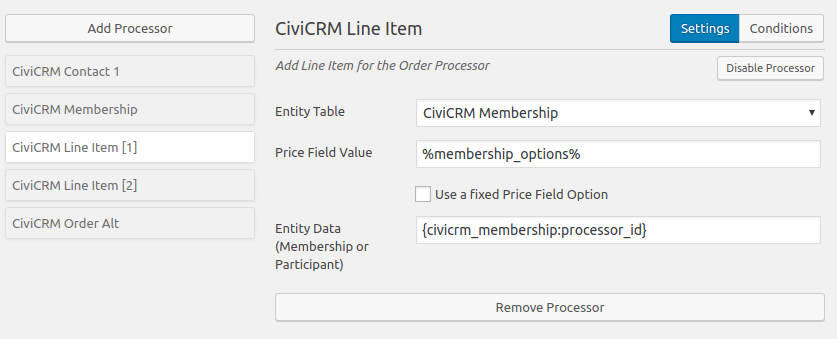 Add Processor
CiviCRM Contact 1
CiviCRM Membership
CiviCRM Line Item [1]
CiviCRM Line Item [2]
CiviCRM Order Alt
CiviCRM Line Item
Settings
Conditions
Add Line Item for the Order Processor
Disable Processor
Entity Table
CiviCRM Membership
Price Field Value
%membership_options%
Use a fixed Price Field Option
Entity Data
(Membership or
Participant)
{civicrm_membership:processor_id}
Remove Processor